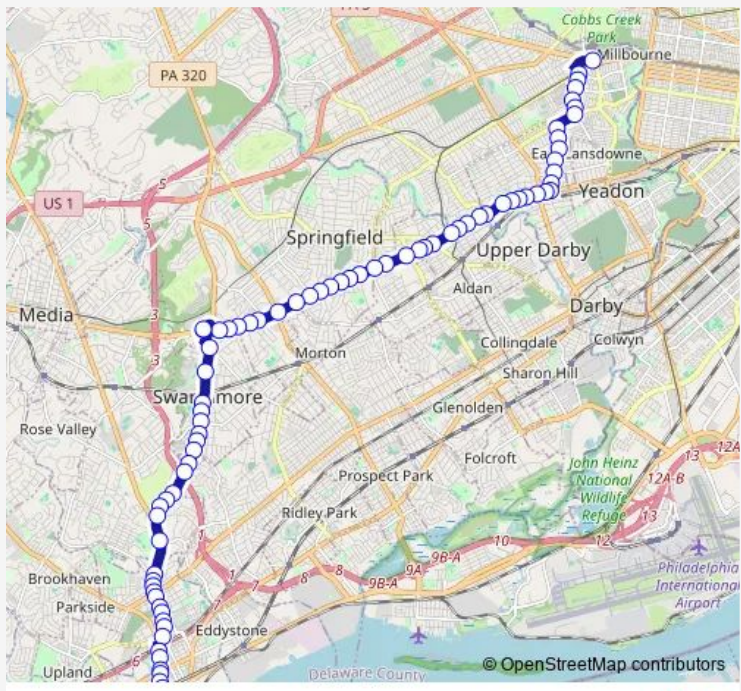 Cobbs Creek
Park
Millbourne
PA 320
5
US 1
5
Yeadon
Springfield
Upper Darby
Aldan
Media
3
Darby
Collingdale
Colwyn
Morton
3
Sharon Hill
Rose Valley
Glenolden
Folcroft
John Heinz
National
Wildlife
Refuge
13
12A
12A-B
13
Prospect Park
Ridley Park
1
10
12
9B-A
9A
9B-A
8
8
7
1
7
Philadelphia
International
Airport
Brookhaven
Parkside
Eddystone
6
Upland
Delaware County
© OpenStreetMap contributors